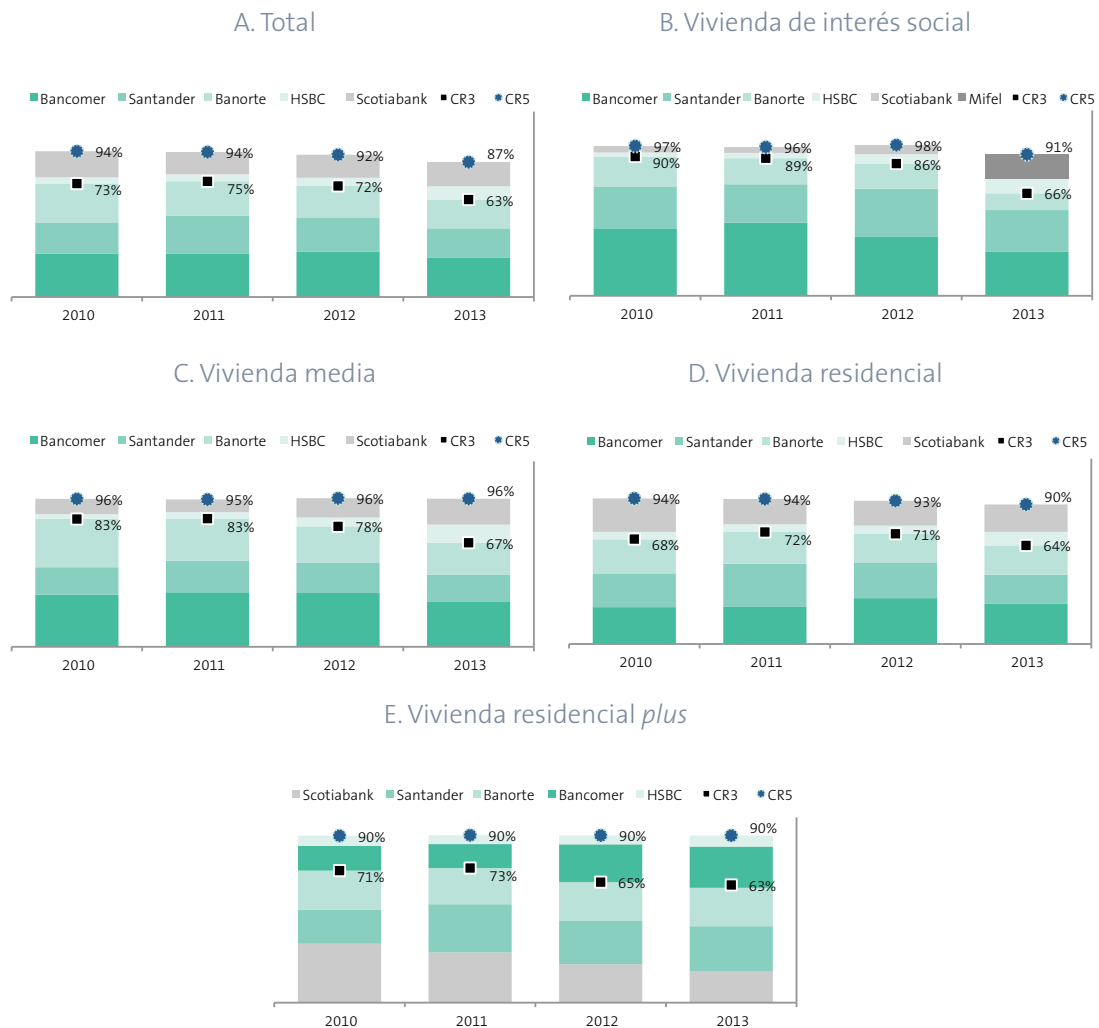 A. Total
Bancomer Santander Banorte HSBC Scotiabank CR3 CR5
94% 94% 92% 87%
73% 75% 72% 63%
2010 2011 2012 2013
B. Vivienda de interés social
Bancomer Santander Banorte HSBC Scotiabank Mifel CR3 CR5
97% 96% 98% 91%
90% 89% 86% 66%
2010 2011 2012 2013
C. Vivienda media
Bancomer Santander Banorte HSBC Scotiabank CR3 CR5
96% 95% 96% 96%
83% 83% 78% 67%
2010 2011 2012 2013
D. Vivienda residencial
Bancomer Santander Banorte HSBC Scotiabank CR3 CR5
94% 94% 93% 90%
68% 72% 71% 64%
2010 2011 2012 2013
E. Vivienda residencial plus
Scotiabank Santander Banorte Bancomer HSBC CR3 CR5
90% 90% 90% 90%
71% 73% 65% 63%
2010 2011 2012 2013